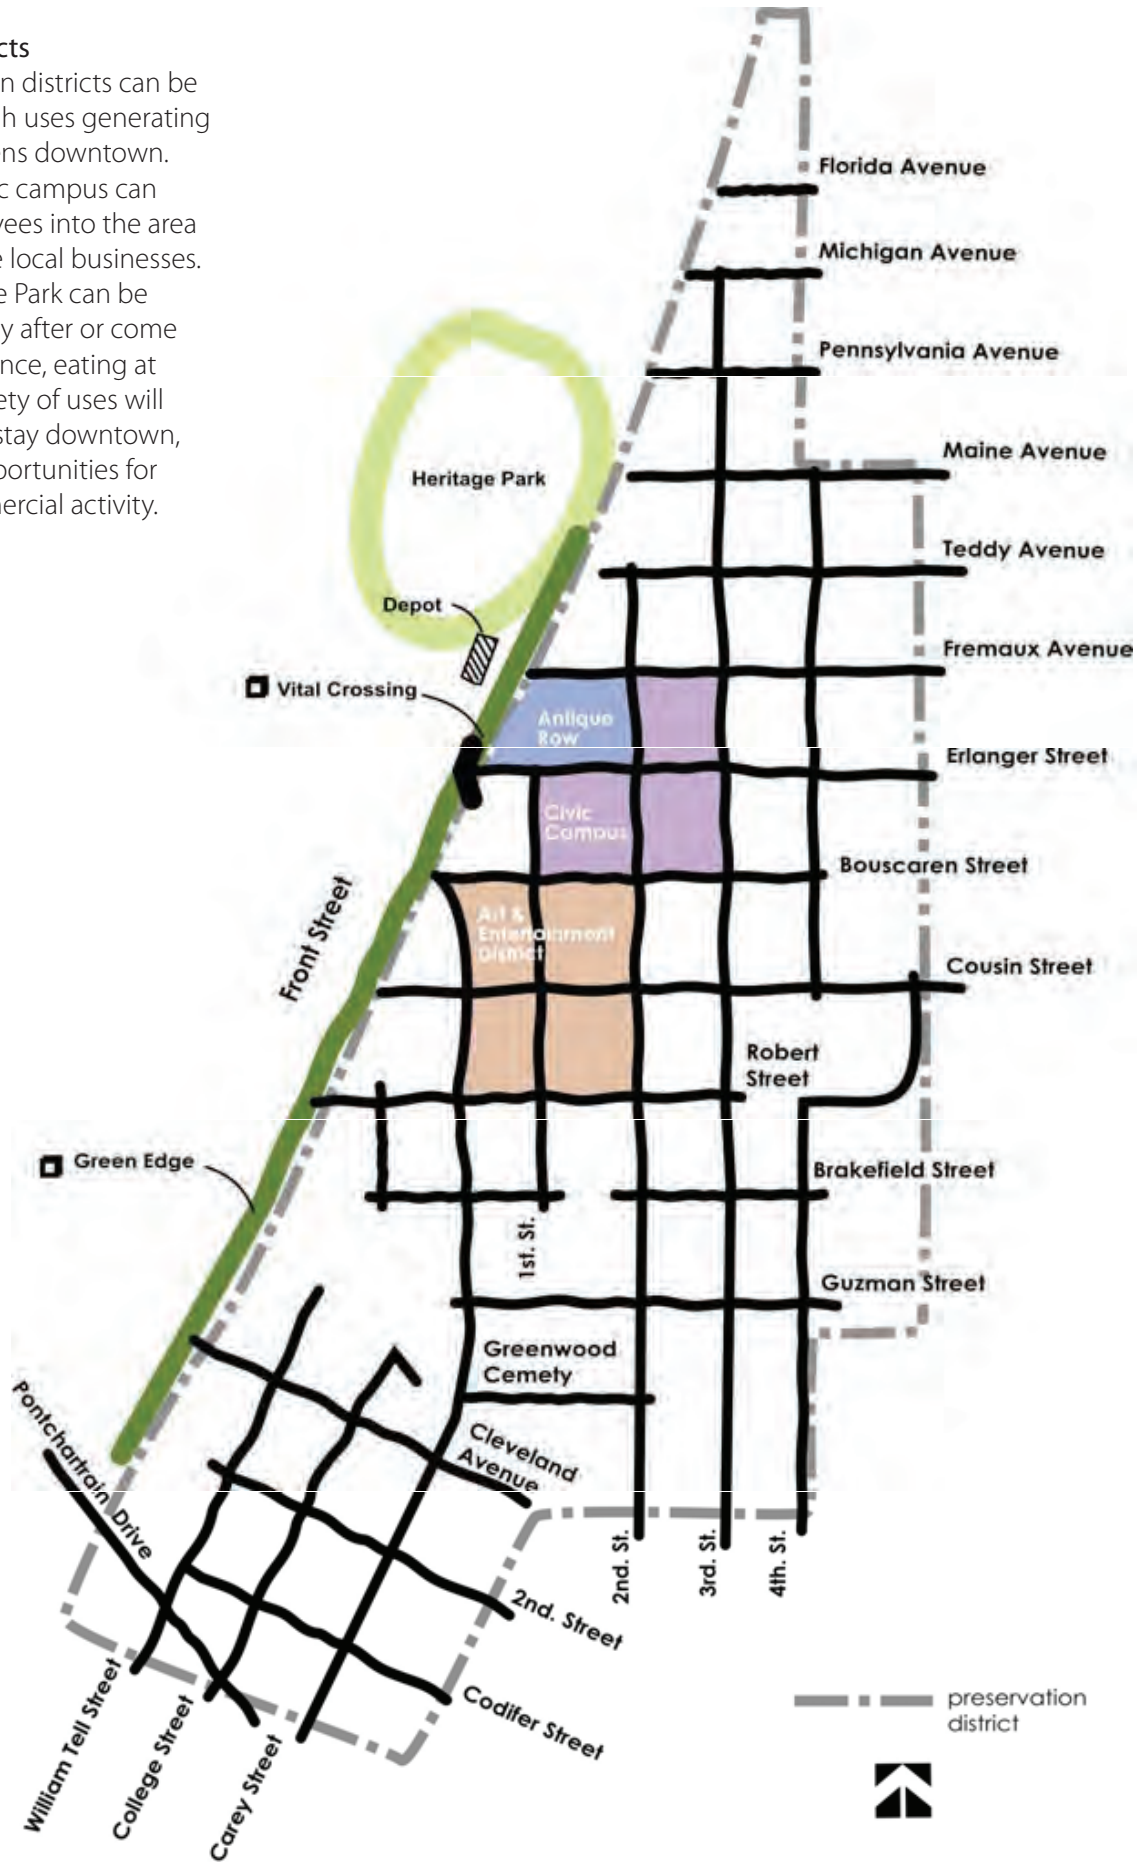 cts
n districts can be
h uses generating
ens downtown.
c campus can
yees into the area
e local businesses.
e Park can be
y after or come
nce, eating at
ety of uses will
stay downtown,
portunities for
ercial activity.
Florida Avenue
Michigan Avenue
Pennsylvania Avenue
Maine Avenue
Heritage Park
Teddy Avenue
Depot
Fremaux Avenue
Vital Crossing
Antique
Row
Erlanger Street
Civic
Campus
Bouscaren Street
Art &
Entertainment
District
Front Street
Cousin Street
Robert
Street
Green Edge
Brakefield Street
1st. St.
Guzman Street
Greenwood
Cemety
Pontchartrain Drive
Cleveland
Avenue
2nd. St.
3rd. St.
4th. St.
2nd. Street
Codifer Street
William Tell Street
College Street
Carey Street
preservation
district